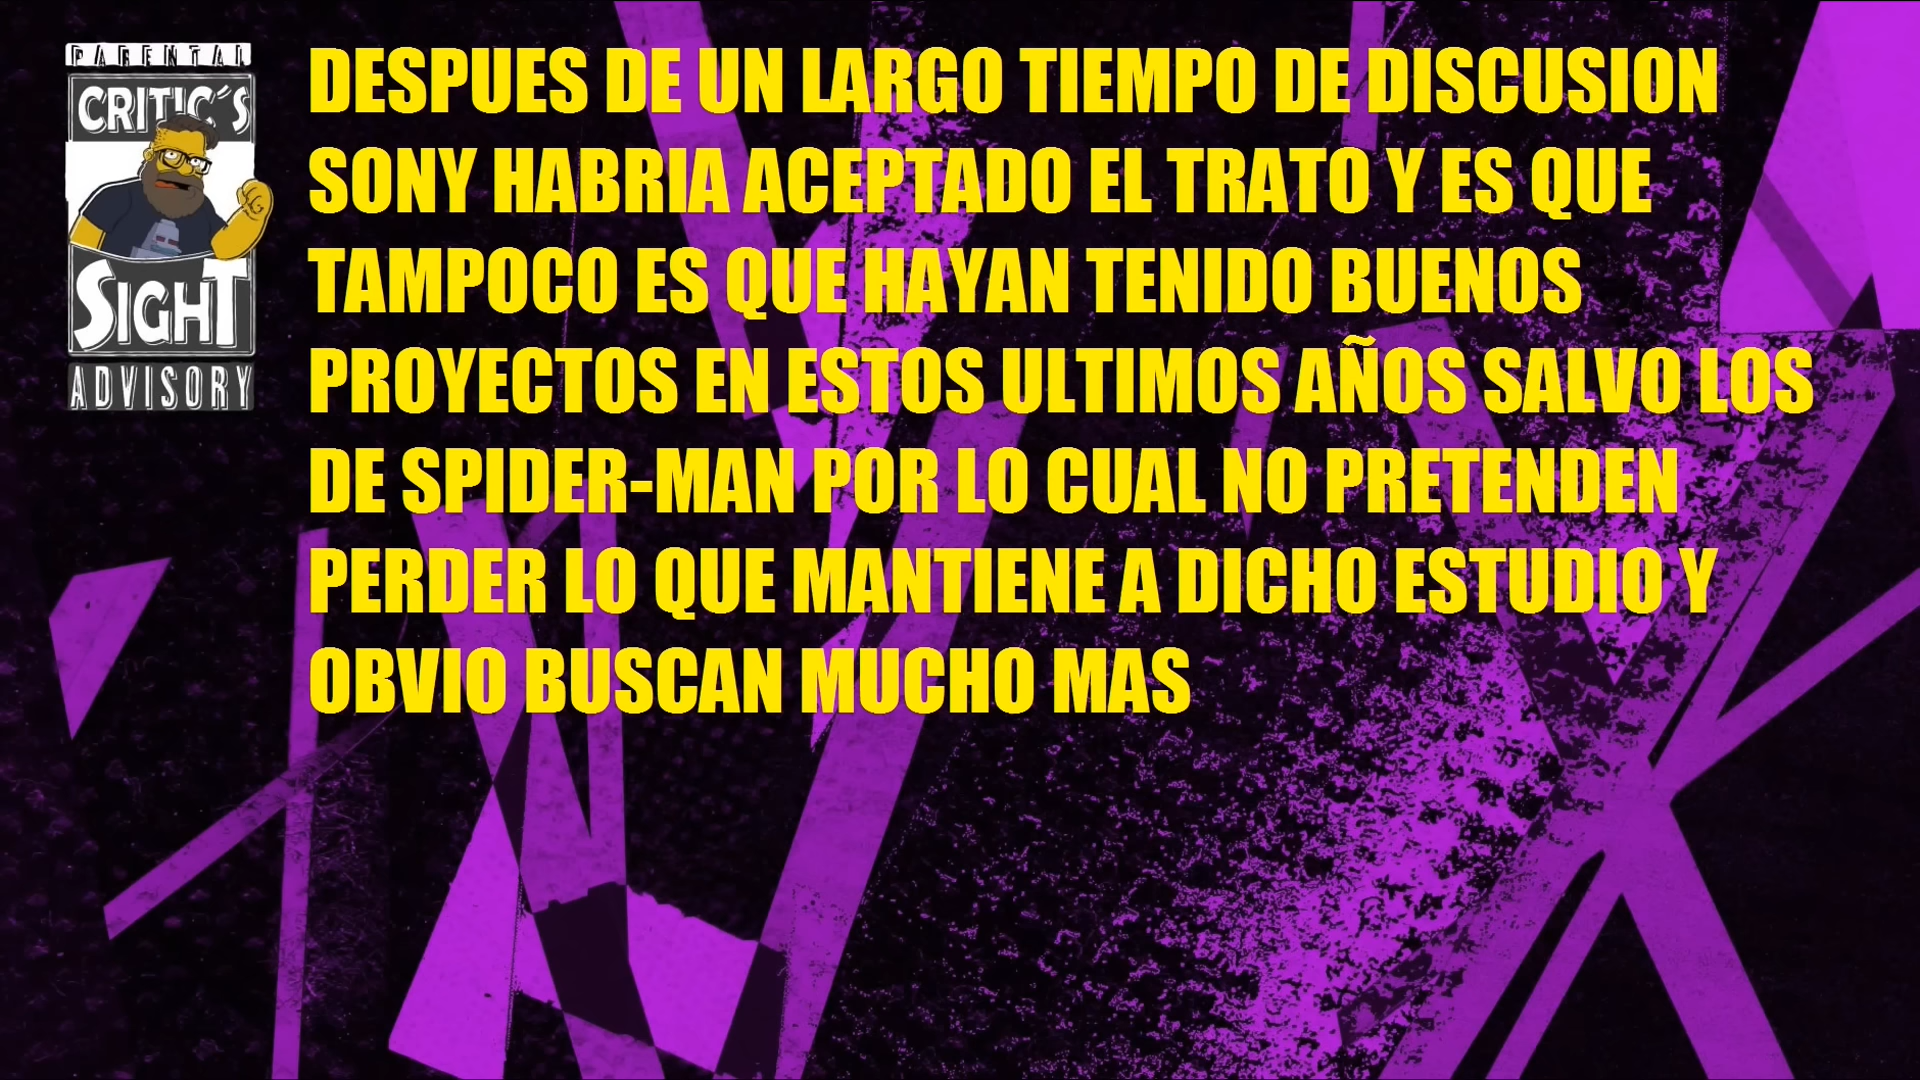 PARENTAL
CRITIC´S
SIGHT
ADVISORY
DESPUES DE UN LARGO TIEMPO DE DISCUSION
SONY HABRIA ACEPTADO EL TRATO Y ES QUE
TAMPOCO ES QUE HAYAN TENIDO BUENOS
PROYECTOS EN ESTOS ULTIMOS AÑOS SALVO LOS
DE SPIDER-MAN POR LO CUAL NO PRETENDEN
PERDER LO QUE MANTIENE A DICHO ESTUDIO Y
OBVIO BUSCAN MUCHO MAS